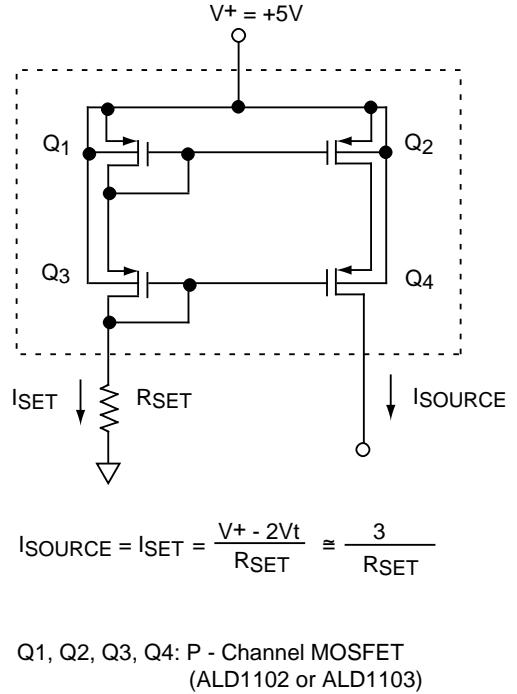 V+ = +5V
Q1
Q2
Q3
Q4
ISET
RSET
ISOURCE
ISOURCE = ISET = V+ - 2Vt / RSET ≅ 3 / RSET
Q1, Q2, Q3, Q4: P - Channel MOSFET
(ALD1102 or ALD1103)